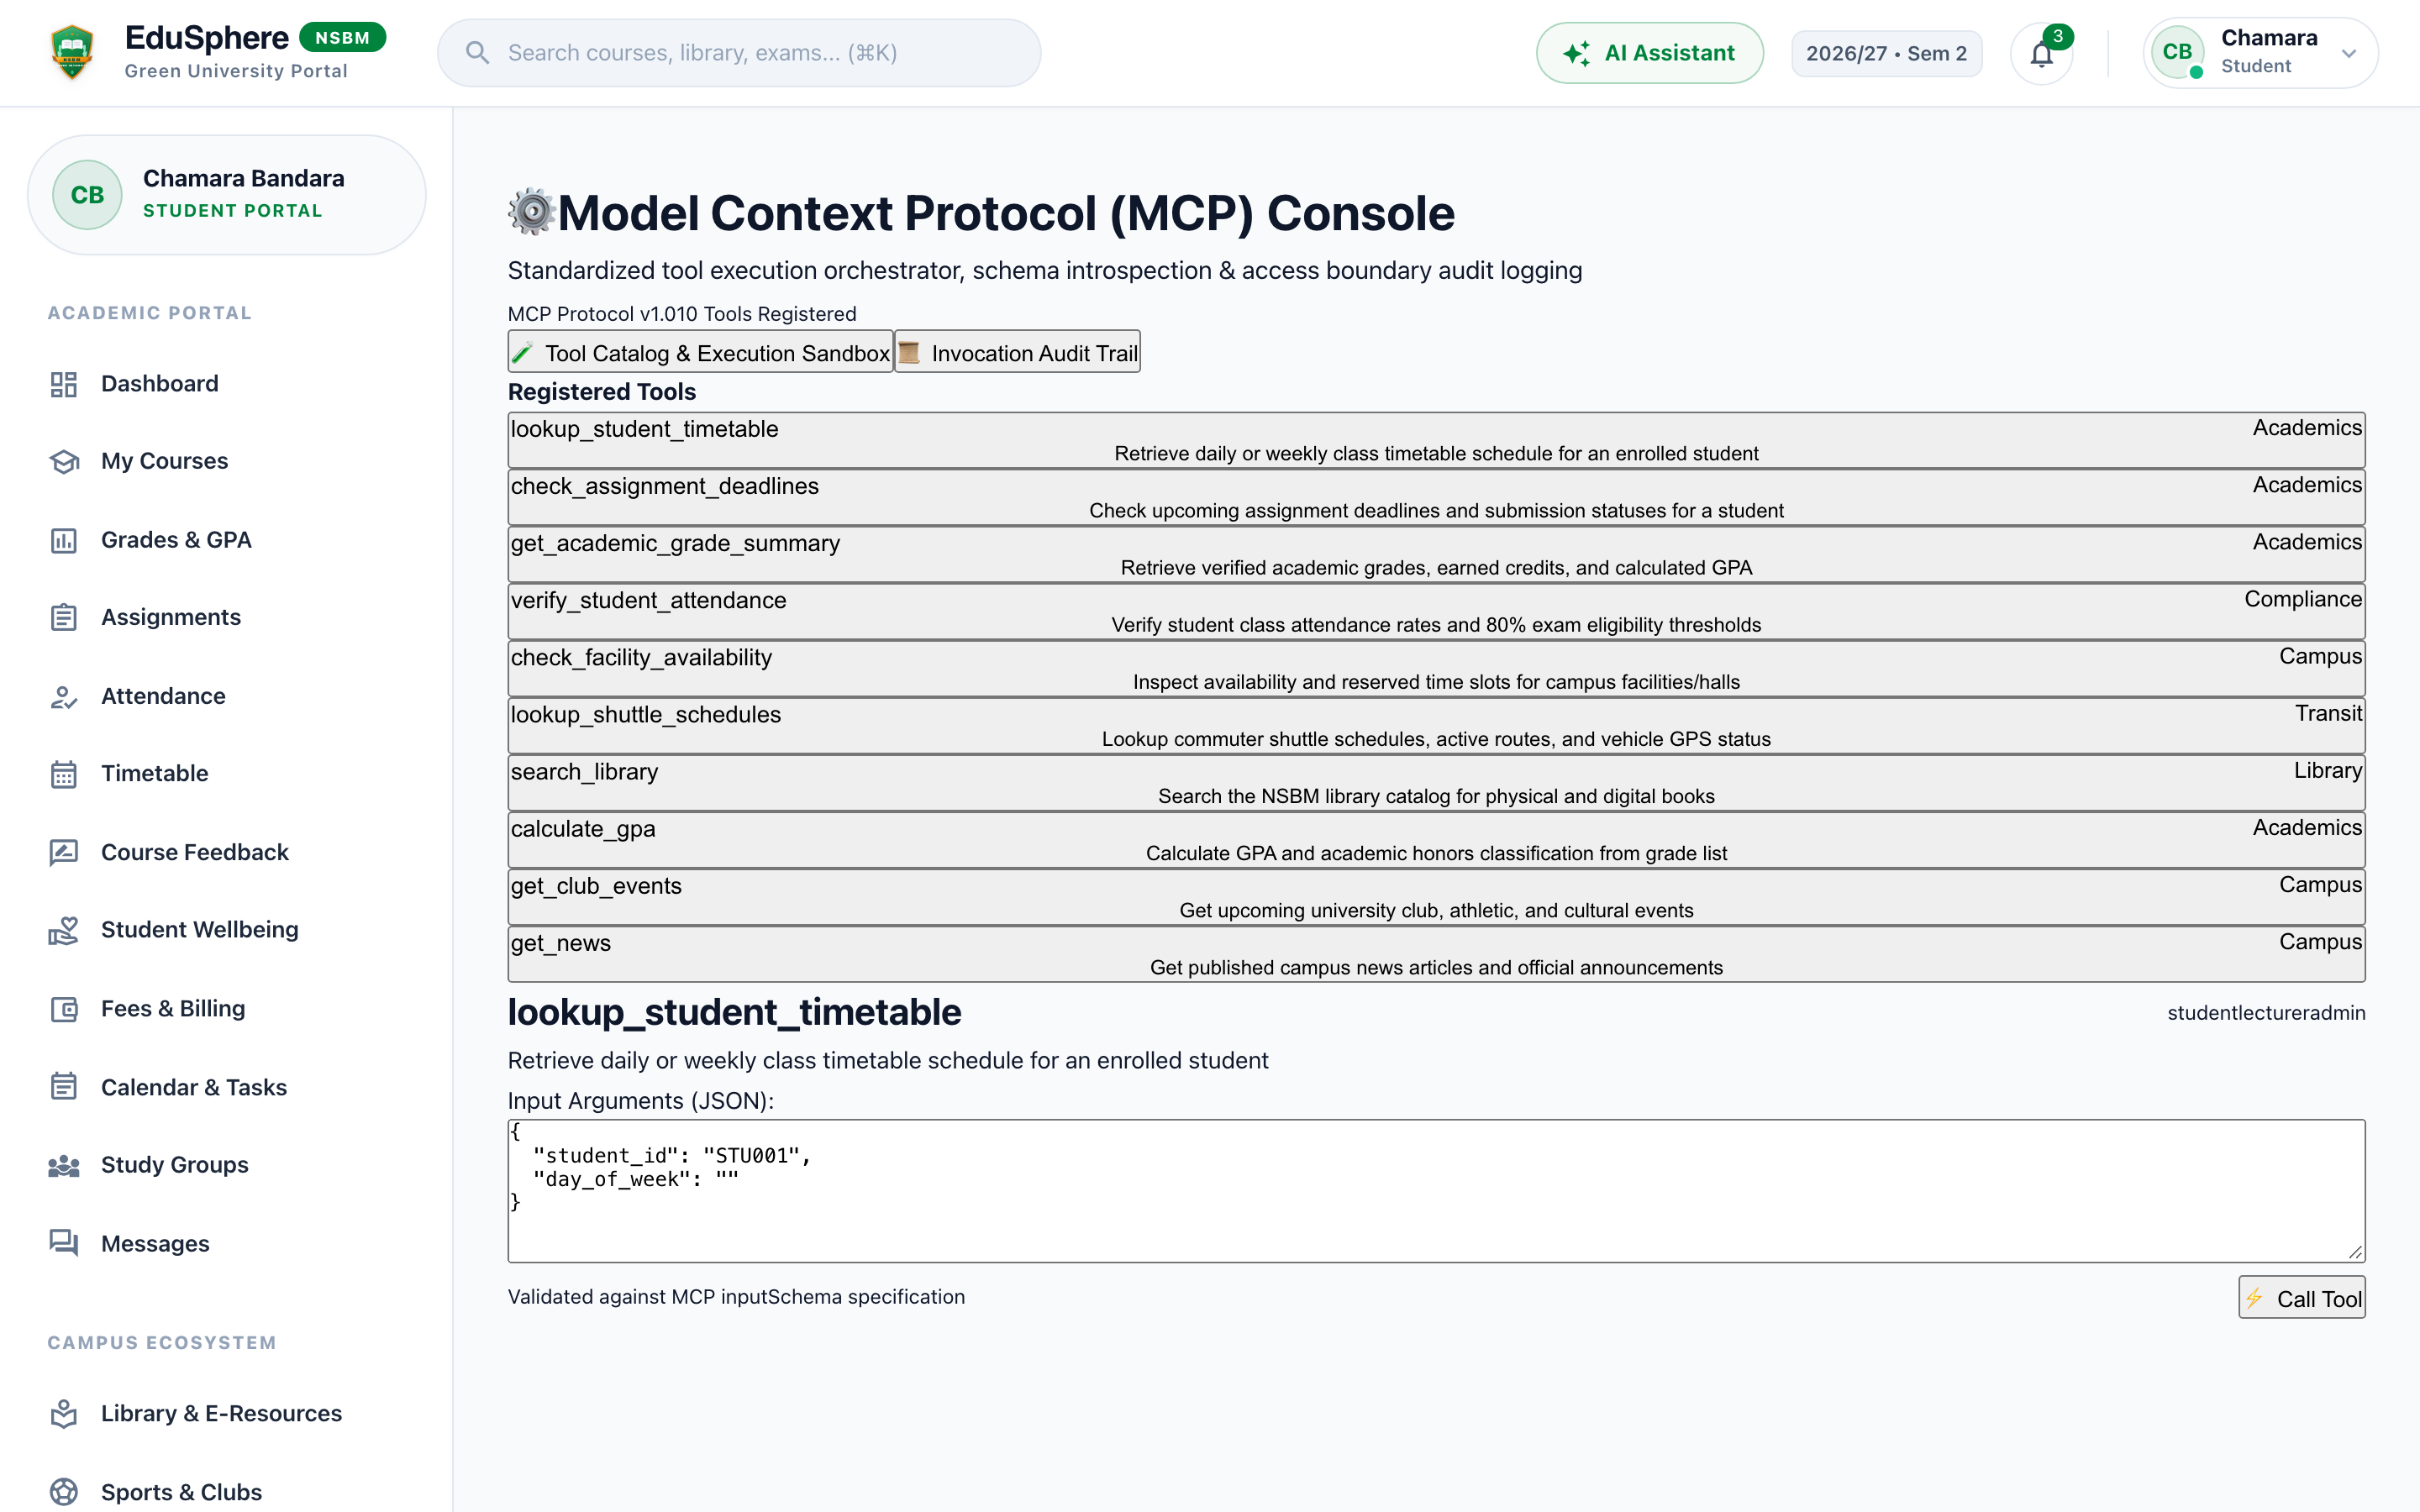 EduSphere NSBM
Green University Portal
Search courses, library, exams... (⌘K)
AI Assistant
2026/27 • Sem 2
3
CB
Chamara
Student
CB
Chamara Bandara
STUDENT PORTAL
ACADEMIC PORTAL
Dashboard
My Courses
Grades & GPA
Assignments
Attendance
Timetable
Course Feedback
Student Wellbeing
Fees & Billing
Calendar & Tasks
Study Groups
Messages
CAMPUS ECOSYSTEM
Library & E-Resources
Sports & Clubs
Model Context Protocol (MCP) Console
Standardized tool execution orchestrator, schema introspection & access boundary audit logging
MCP Protocol v1.010 Tools Registered
Tool Catalog & Execution Sandbox Invocation Audit Trail
Registered Tools
lookup_student_timetable Academics
Retrieve daily or weekly class timetable schedule for an enrolled student
check_assignment_deadlines Academics
Check upcoming assignment deadlines and submission statuses for a student
get_academic_grade_summary Academics
Retrieve verified academic grades, earned credits, and calculated GPA
verify_student_attendance Compliance
Verify student class attendance rates and 80% exam eligibility thresholds
check_facility_availability Campus
Inspect availability and reserved time slots for campus facilities/halls
lookup_shuttle_schedules Transit
Lookup commuter shuttle schedules, active routes, and vehicle GPS status
search_library Library
Search the NSBM library catalog for physical and digital books
calculate_gpa Academics
Calculate GPA and academic honors classification from grade list
get_club_events Campus
Get upcoming university club, athletic, and cultural events
get_news Campus
Get published campus news articles and official announcements
lookup_student_timetable studentlectureradmin
Retrieve daily or weekly class timetable schedule for an enrolled student
Input Arguments (JSON):
{
"student_id": "STU001",
"day_of_week": ""
}
Validated against MCP inputSchema specification
Call Tool